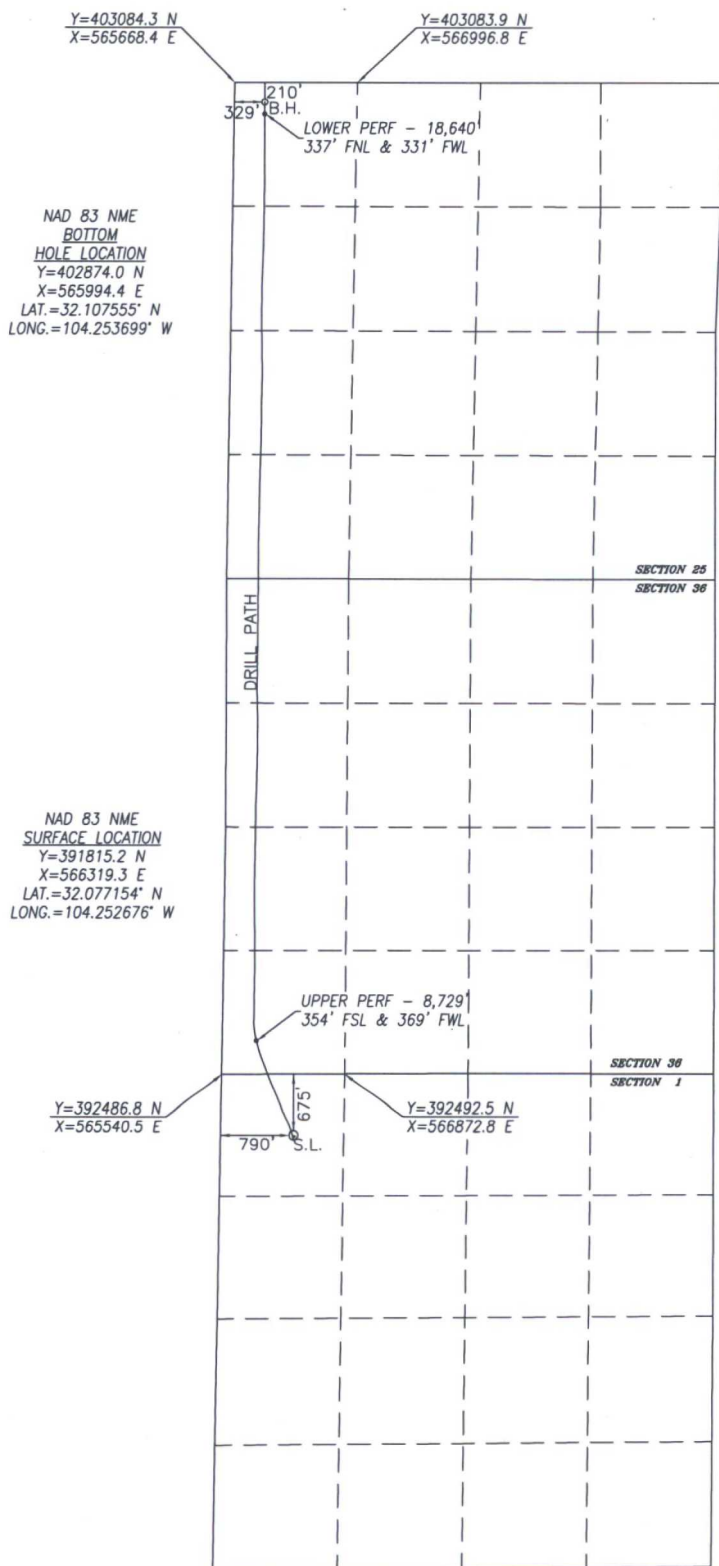 Y=403084.3 N
X=565668.4 E
Y=403083.9 N
X=566996.8 E
210'
329'
B.H.
LOWER PERF - 18,640'
337' FNL & 331' FWL
NAD 83 NME
BOTTOM
HOLE LOCATION
Y=402874.0 N
X=565994.4 E
LAT.=32.107555° N
LONG.=104.253699° W
SECTION 25
SECTION 36
DRILL PATH
NAD 83 NME
SURFACE LOCATION
Y=391815.2 N
X=566319.3 E
LAT.=32.077154° N
LONG.=104.252676° W
UPPER PERF - 8,729'
354' FSL & 369' FWL
SECTION 36
SECTION 1
Y=392486.8 N
X=565540.5 E
675'
Y=392492.5 N
X=566872.8 E
790'
S.L.